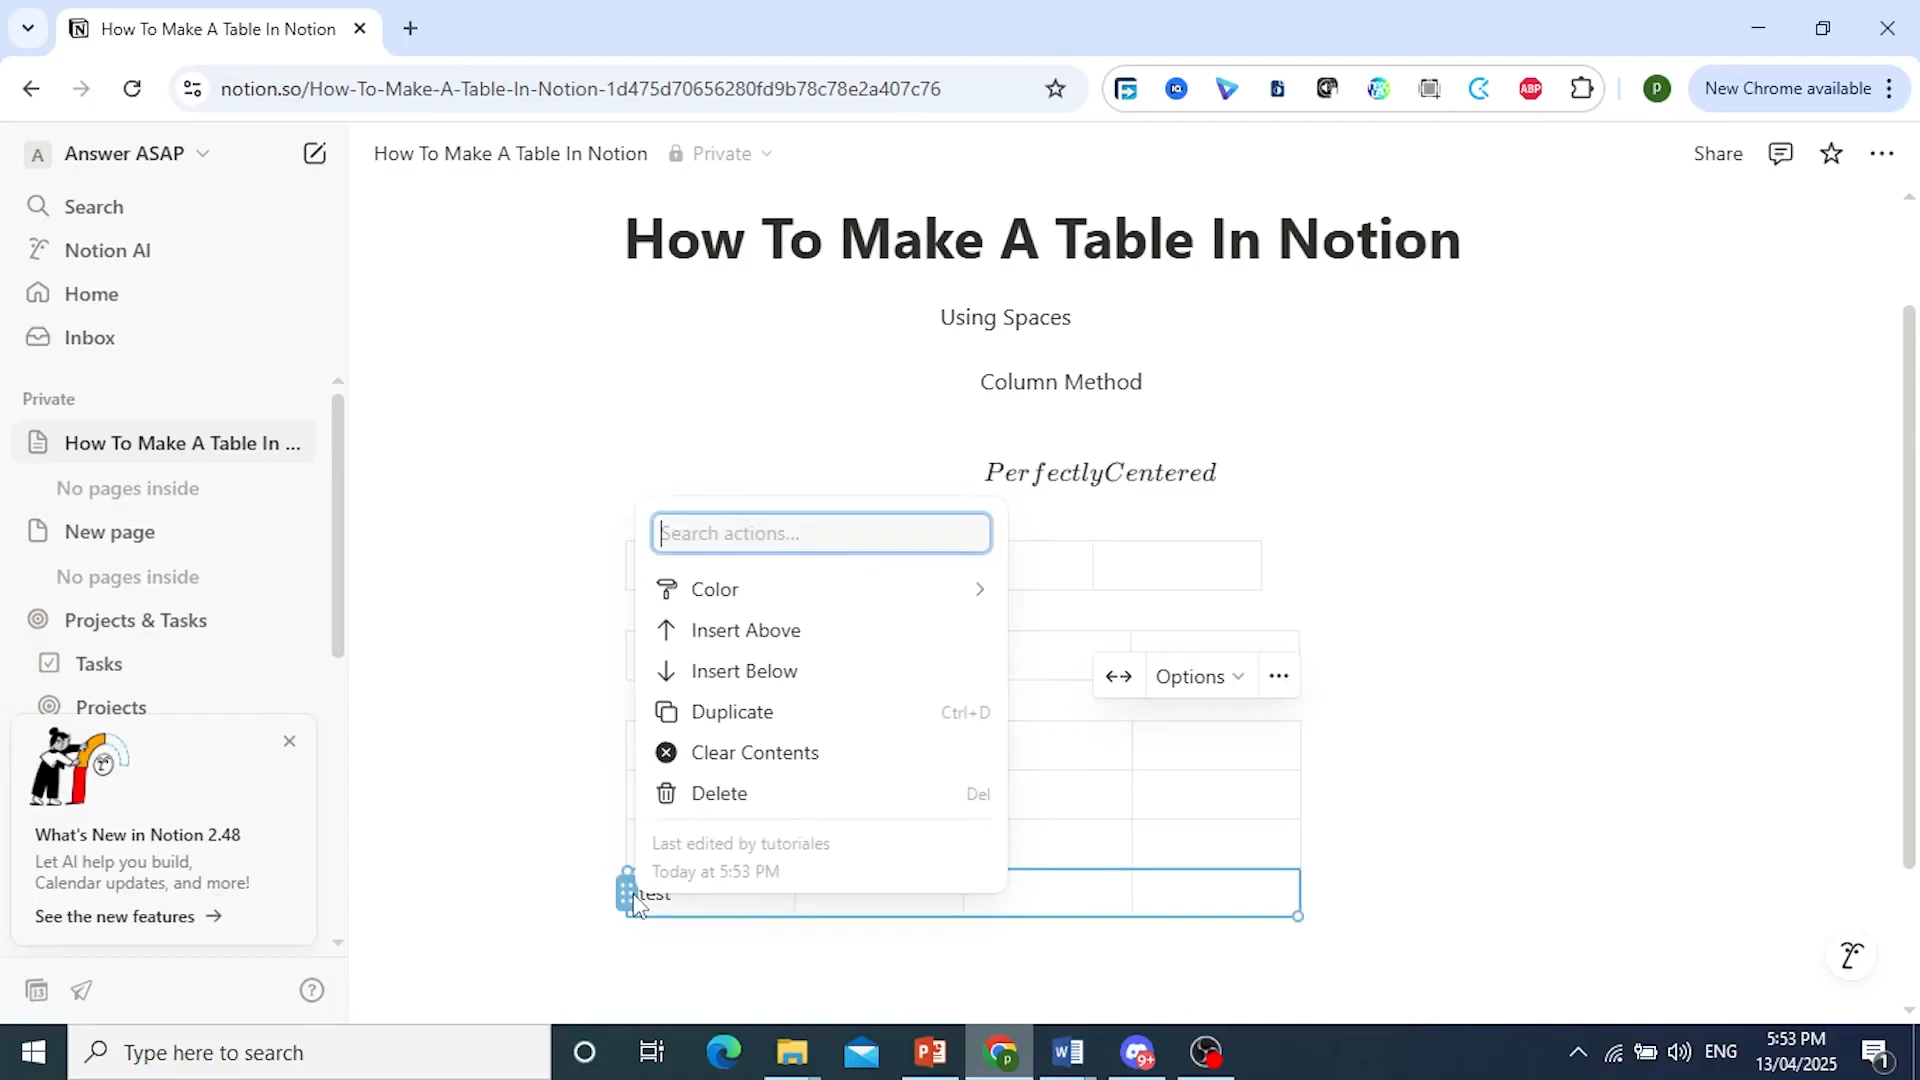 How To Make A Table In Notion
notion.so/How-To-Make-A-Table-In-Notion-1d475d70656280fd9b78c78e2a407c76
ABP
P
New Chrome available
A Answer ASAP
Search
Notion AI
Home
Inbox
Private
How To Make A Table In ...
No pages inside
New page
No pages inside
Projects & Tasks
Tasks
Projects
What's New in Notion 2.48
Let AI help you build,
Calendar updates, and more!
See the new features →
13
How To Make A Table In Notion Private
Share
How To Make A Table In Notion
Using Spaces
Column Method
PerfectlyCentered
Search actions...
Color
Insert Above
Insert Below
Duplicate Ctrl+D
Clear Contents
Delete Del
Last edited by tutoriales
Today at 5:53 PM
Options
test
Type here to search
9+
ENG
5:53 PM
13/04/2025
1